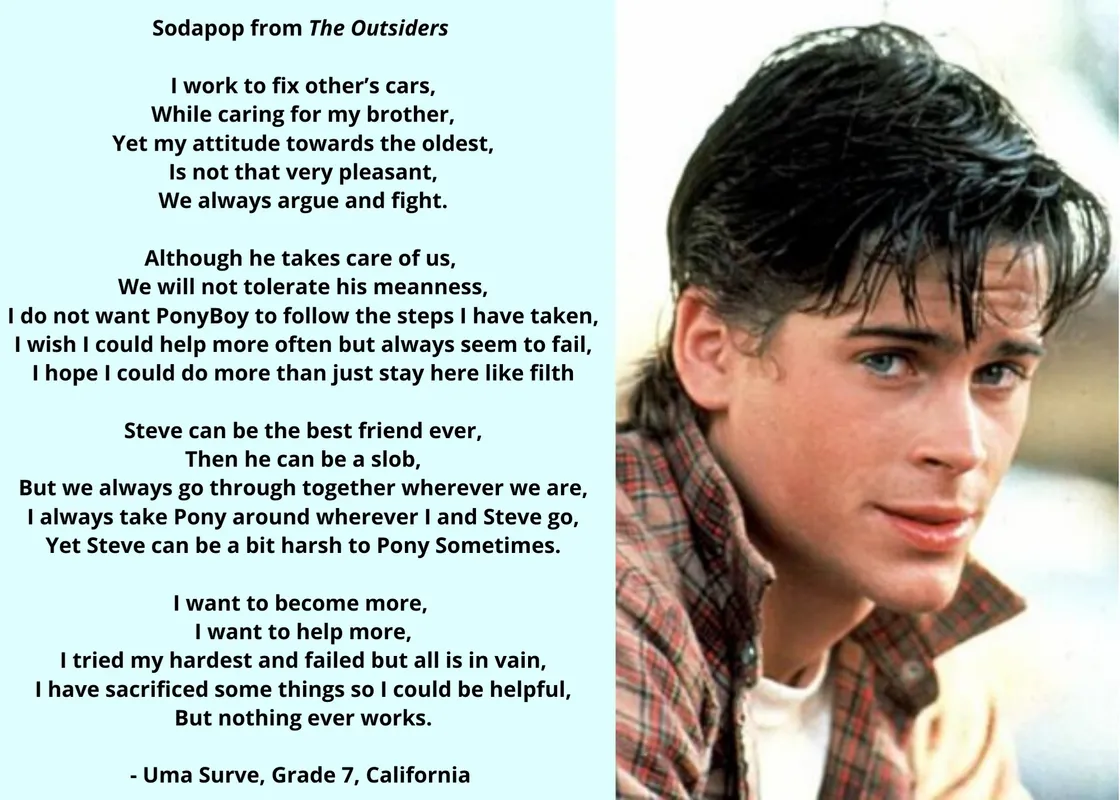 Sodapop from The Outsiders
I work to fix other’s cars,
While caring for my brother,
Yet my attitude towards the oldest,
Is not that very pleasant,
We always argue and fight.
Although he takes care of us,
We will not tolerate his meanness,
I do not want PonyBoy to follow the steps I have taken,
I wish I could help more often but always seem to fail,
I hope I could do more than just stay here like filth
Steve can be the best friend ever,
Then he can be a slob,
But we always go through together wherever we are,
I always take Pony around wherever I and Steve go,
Yet Steve can be a bit harsh to Pony Sometimes.
I want to become more,
I want to help more,
I tried my hardest and failed but all is in vain,
I have sacrificed some things so I could be helpful,
But nothing ever works.
- Uma Surve, Grade 7, California